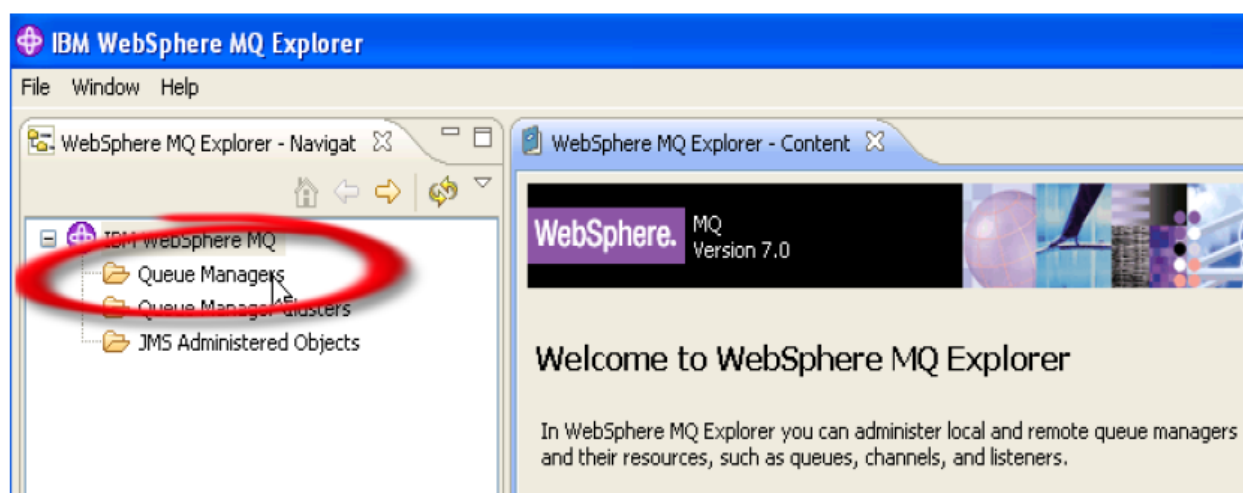 IBM WebSphere MQ Explorer
File Window Help
WebSphere MQ Explorer - Navigat
IBM WebSphere MQ
Queue Managers
Queue Manager Clusters
JMS Administered Objects
WebSphere MQ Explorer - Content
WebSphere. MQ
Version 7.0
Welcome to WebSphere MQ Explorer
In WebSphere MQ Explorer you can administer local and remote queue managers
and their resources, such as queues, channels, and listeners.